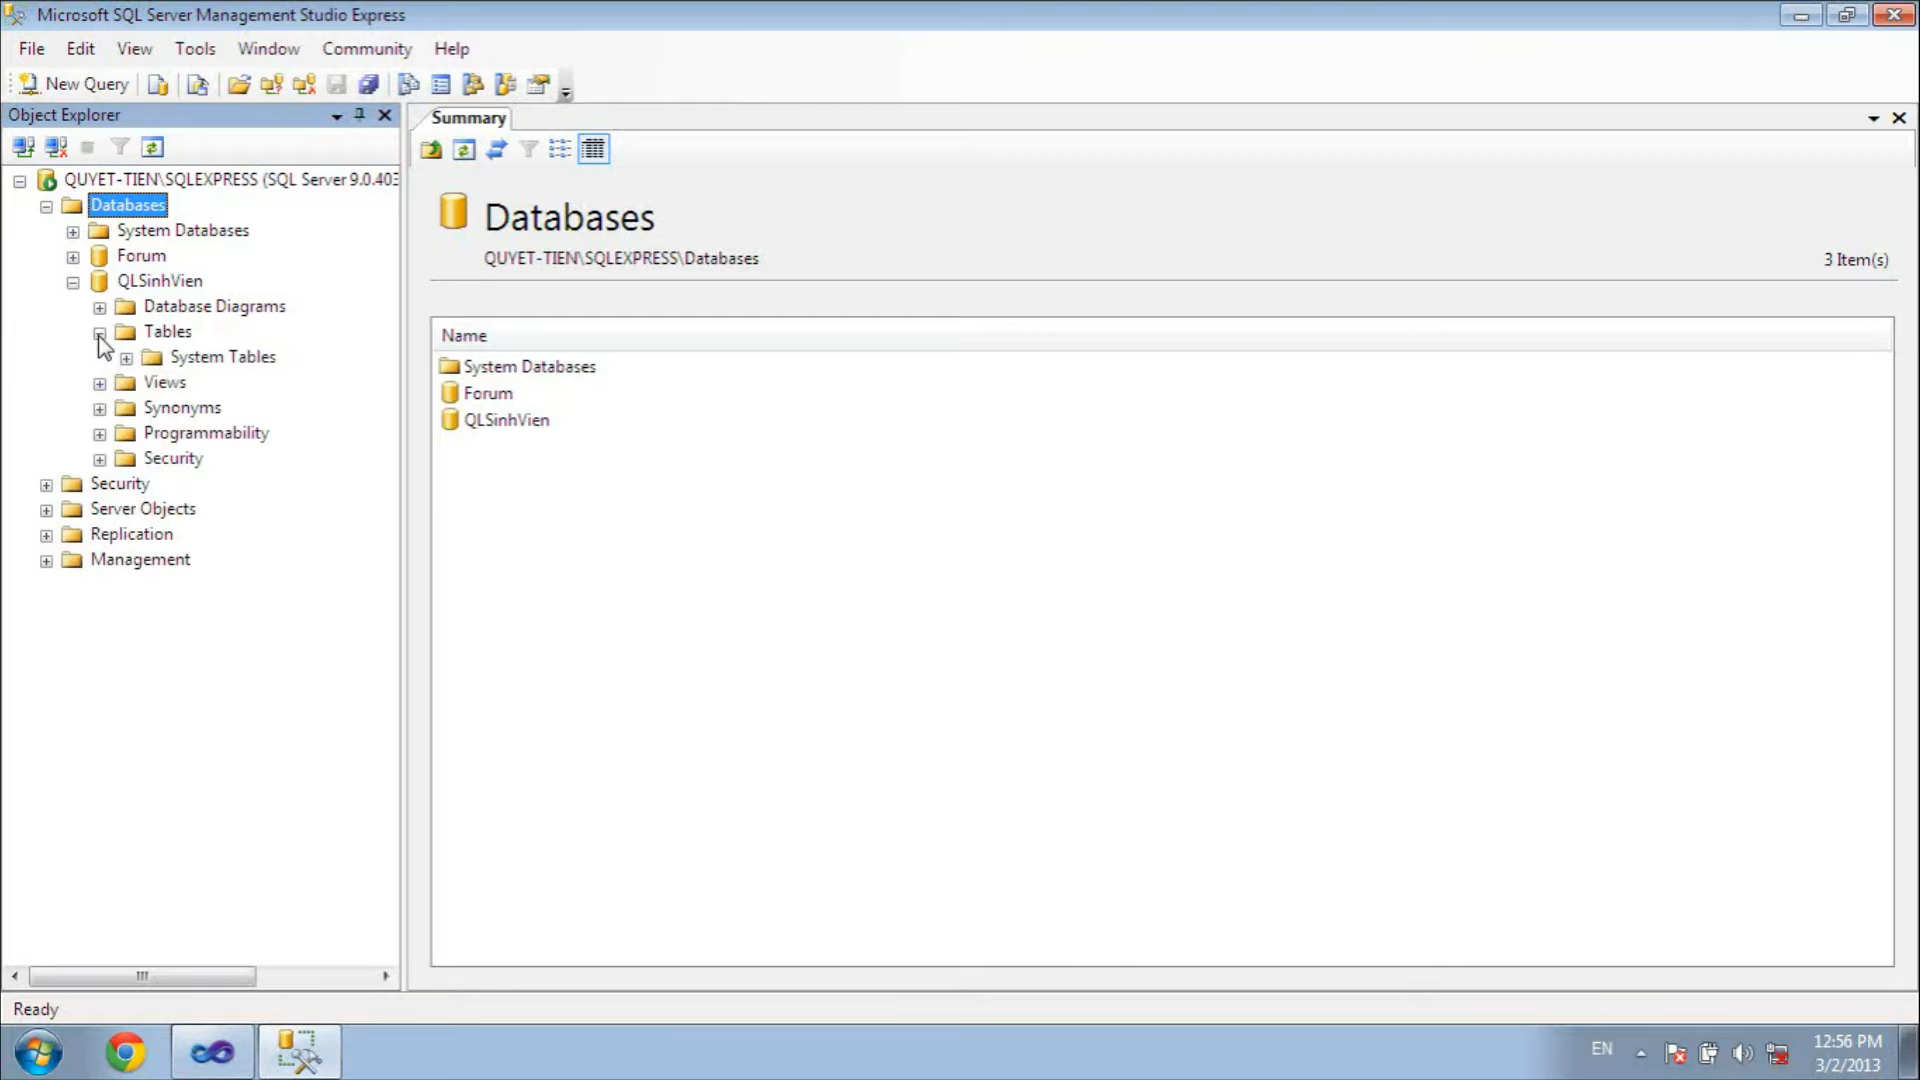 Microsoft SQL Server Management Studio Express
File Edit View Tools Window Community Help
New Query
Object Explorer
QUYET-TIEN\SQLEXPRESS (SQL Server 9.0.403
Databases
System Databases
Forum
QLSinhVien
Database Diagrams
Tables
System Tables
Views
Synonyms
Programmability
Security
Security
Server Objects
Replication
Management
Summary
Databases
QUYET-TIEN\SQLEXPRESS\Databases
3 Item(s)
Name
System Databases
Forum
QLSinhVien
Ready
EN
12:56 PM
3/2/2013